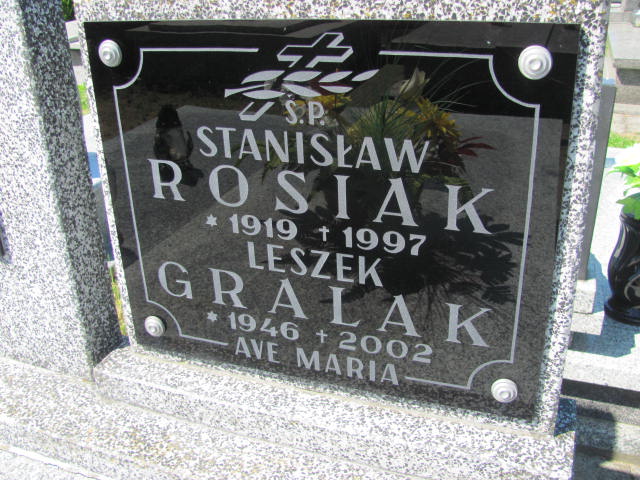 Ś.P.
STANISŁAW
ROSIAK
* 1919 † 1997
LESZEK
GRALAK
* 1946 † 2002
AVE MARIA